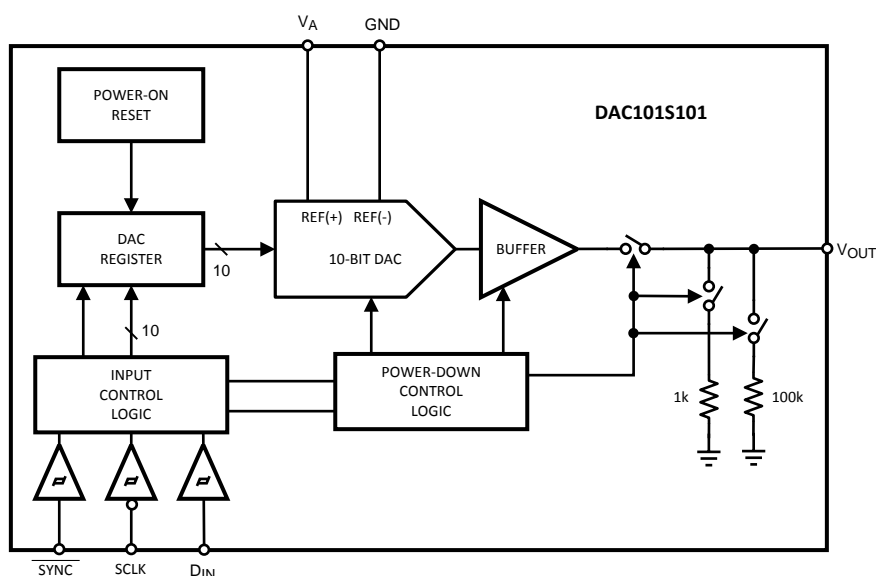 VA
GND
POWER-ON
RESET
DAC101S101
REF(+) REF(-)
DAC
REGISTER
10
10-BIT DAC
BUFFER
VOUT
10
INPUT
CONTROL
LOGIC
POWER-DOWN
CONTROL
LOGIC
1k
100k
SYNC
SCLK
DIN